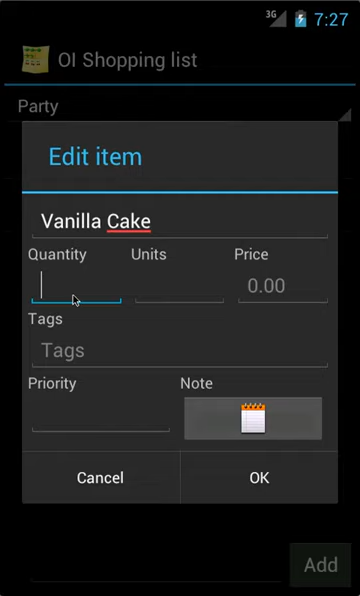 3G 7:27
OI Shopping list
Party
Edit item
Vanilla Cake
Quantity Units Price
0.00
Tags
Tags
Priority Note
Cancel OK
Add